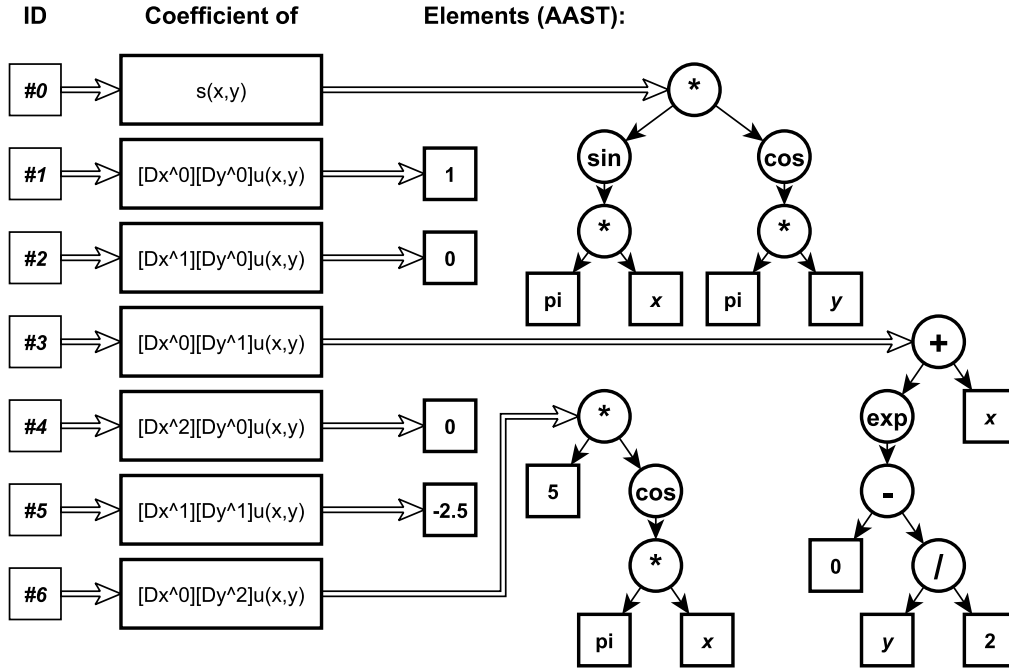 ID Coefficient of Elements (AAST):
#0 s(x,y) *
sin cos
#1 [Dx^0][Dy^0]u(x,y) 1
* *
#2 [Dx^1][Dy^0]u(x,y) 0
pi x pi y
#3 [Dx^0][Dy^1]u(x,y) +
* exp x
#4 [Dx^2][Dy^0]u(x,y) 0
5 cos -
#5 [Dx^1][Dy^1]u(x,y) -2.5
* 0 /
#6 [Dx^0][Dy^2]u(x,y)
pi x y 2